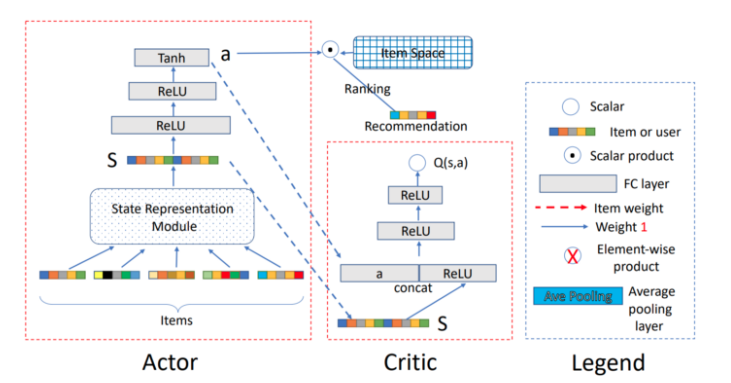 Tanh
a
Item Space
ReLU
Ranking
ReLU
Recommendation
S
State Representation
Module
Items
Actor
Q(s,a)
ReLU
ReLU
a
ReLU
concat
S
Critic
Scalar
Item or user
Scalar product
FC layer
Item weight
Weight 1
X
Element-wise
product
Ave Pooling
Average
pooling
layer
Legend